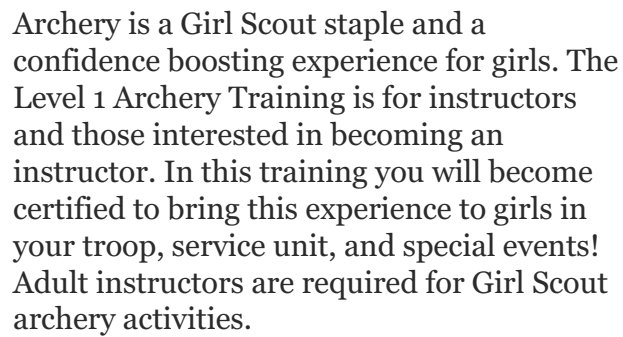 Archery is a Girl Scout staple and a
confidence boosting experience for girls. The
Level 1 Archery Training is for instructors
and those interested in becoming an
instructor. In this training you will become
certified to bring this experience to girls in
your troop, service unit, and special events!
Adult instructors are required for Girl Scout
archery activities.